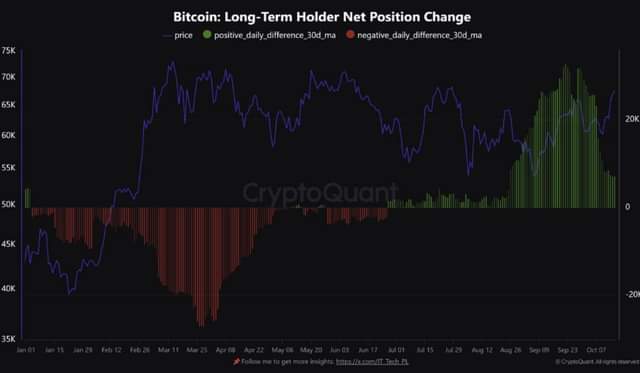 Bitcoin: Long-Term Holder Net Position Change
price positive_daily_difference_30d_ma negative_daily_difference_30d_ma
75K
70K
65K
60K
55K
50K
45K
40K
35K
20K
0
-20K
CryptoQuant
Jan 01 Jan 15 Jan 29 Feb 12 Feb 26 Mar 11 Mar 25 Apr 08 Apr 22 May 06 May 20 Jun 03 Jun 17 Jul 01 Jul 15 Jul 29 Aug 12 Aug 26 Sep 09 Sep 23 Oct 07
Follow me to get more insights: https://x.com/IT_Tech_PL
© CryptoQuant. All rights reserved